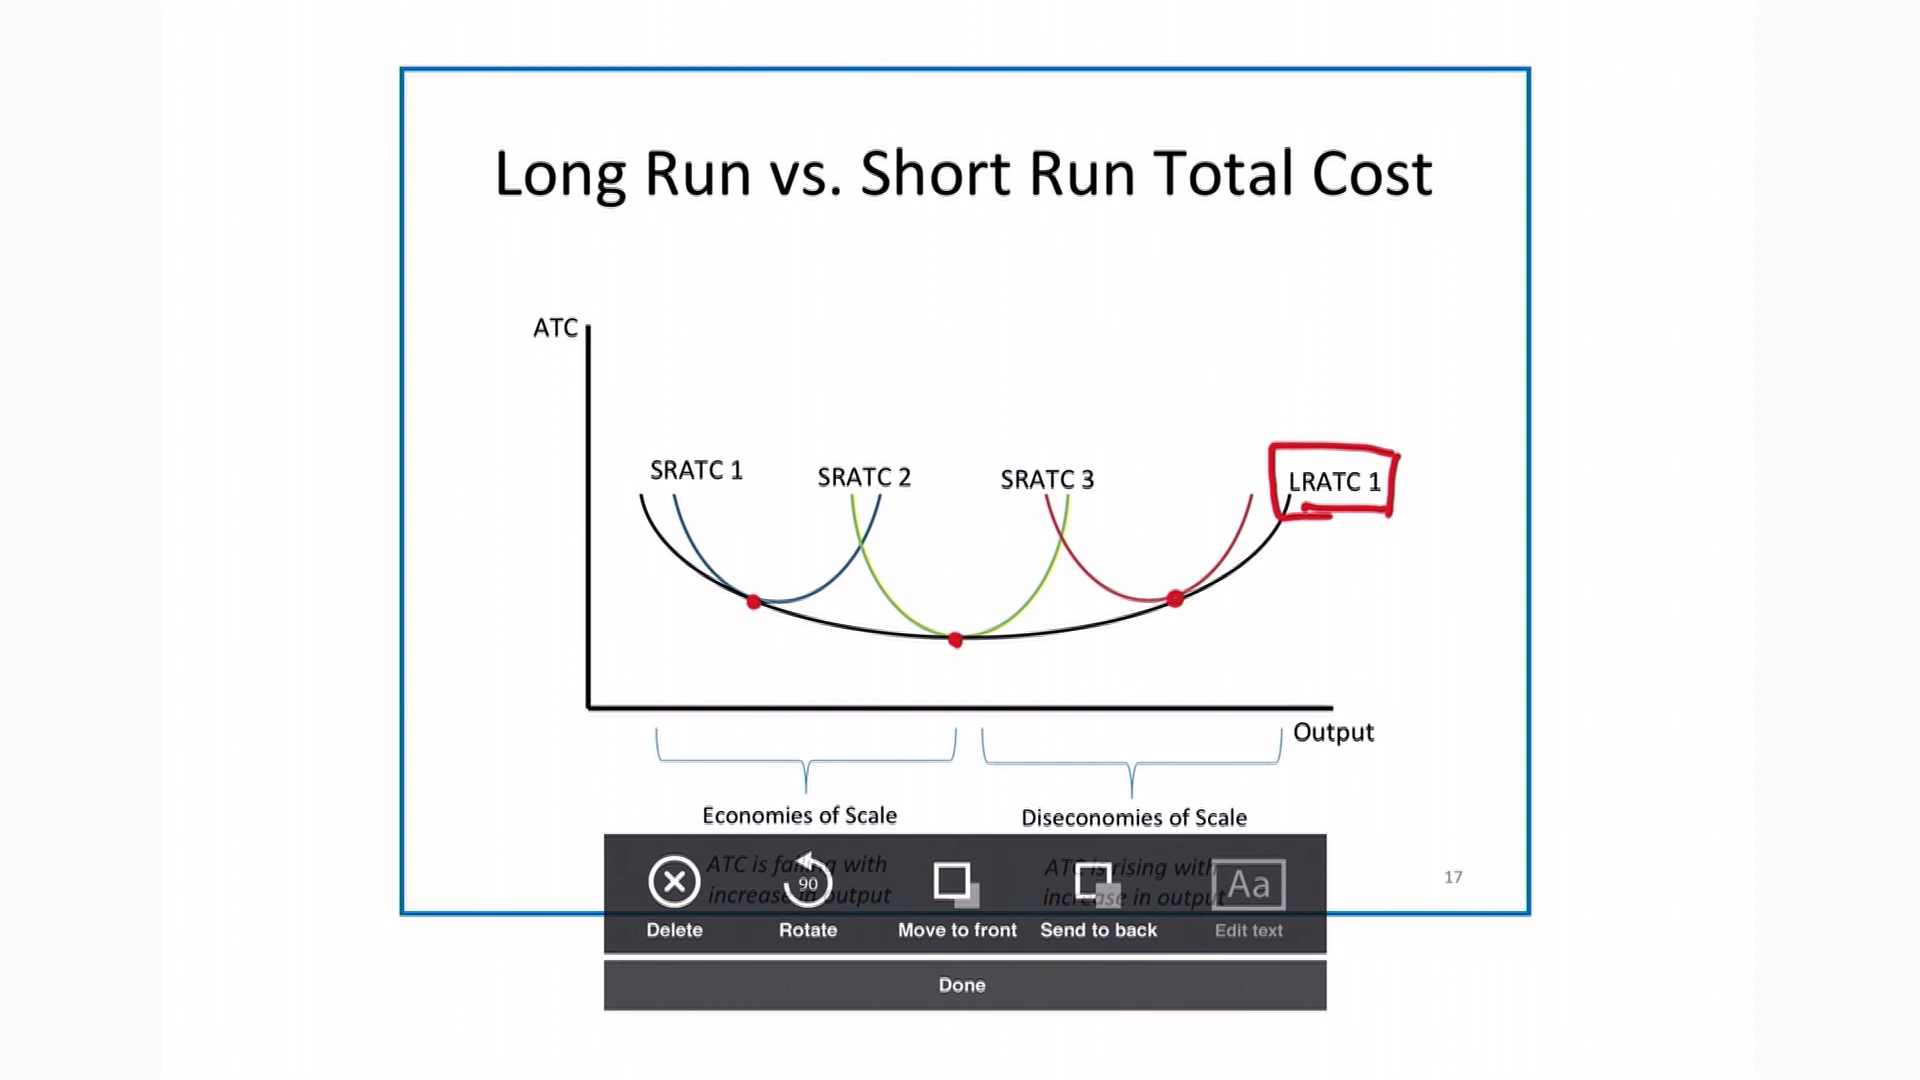 Long Run vs. Short Run Total Cost
ATC
SRATC 1
SRATC 2
SRATC 3
LRATC 1
Output
Economies of Scale
Diseconomies of Scale
ATC is falling with
increase in output
ATC is rising with
increase in output
17
90
Aa
Delete
Rotate
Move to front
Send to back
Edit text
Done